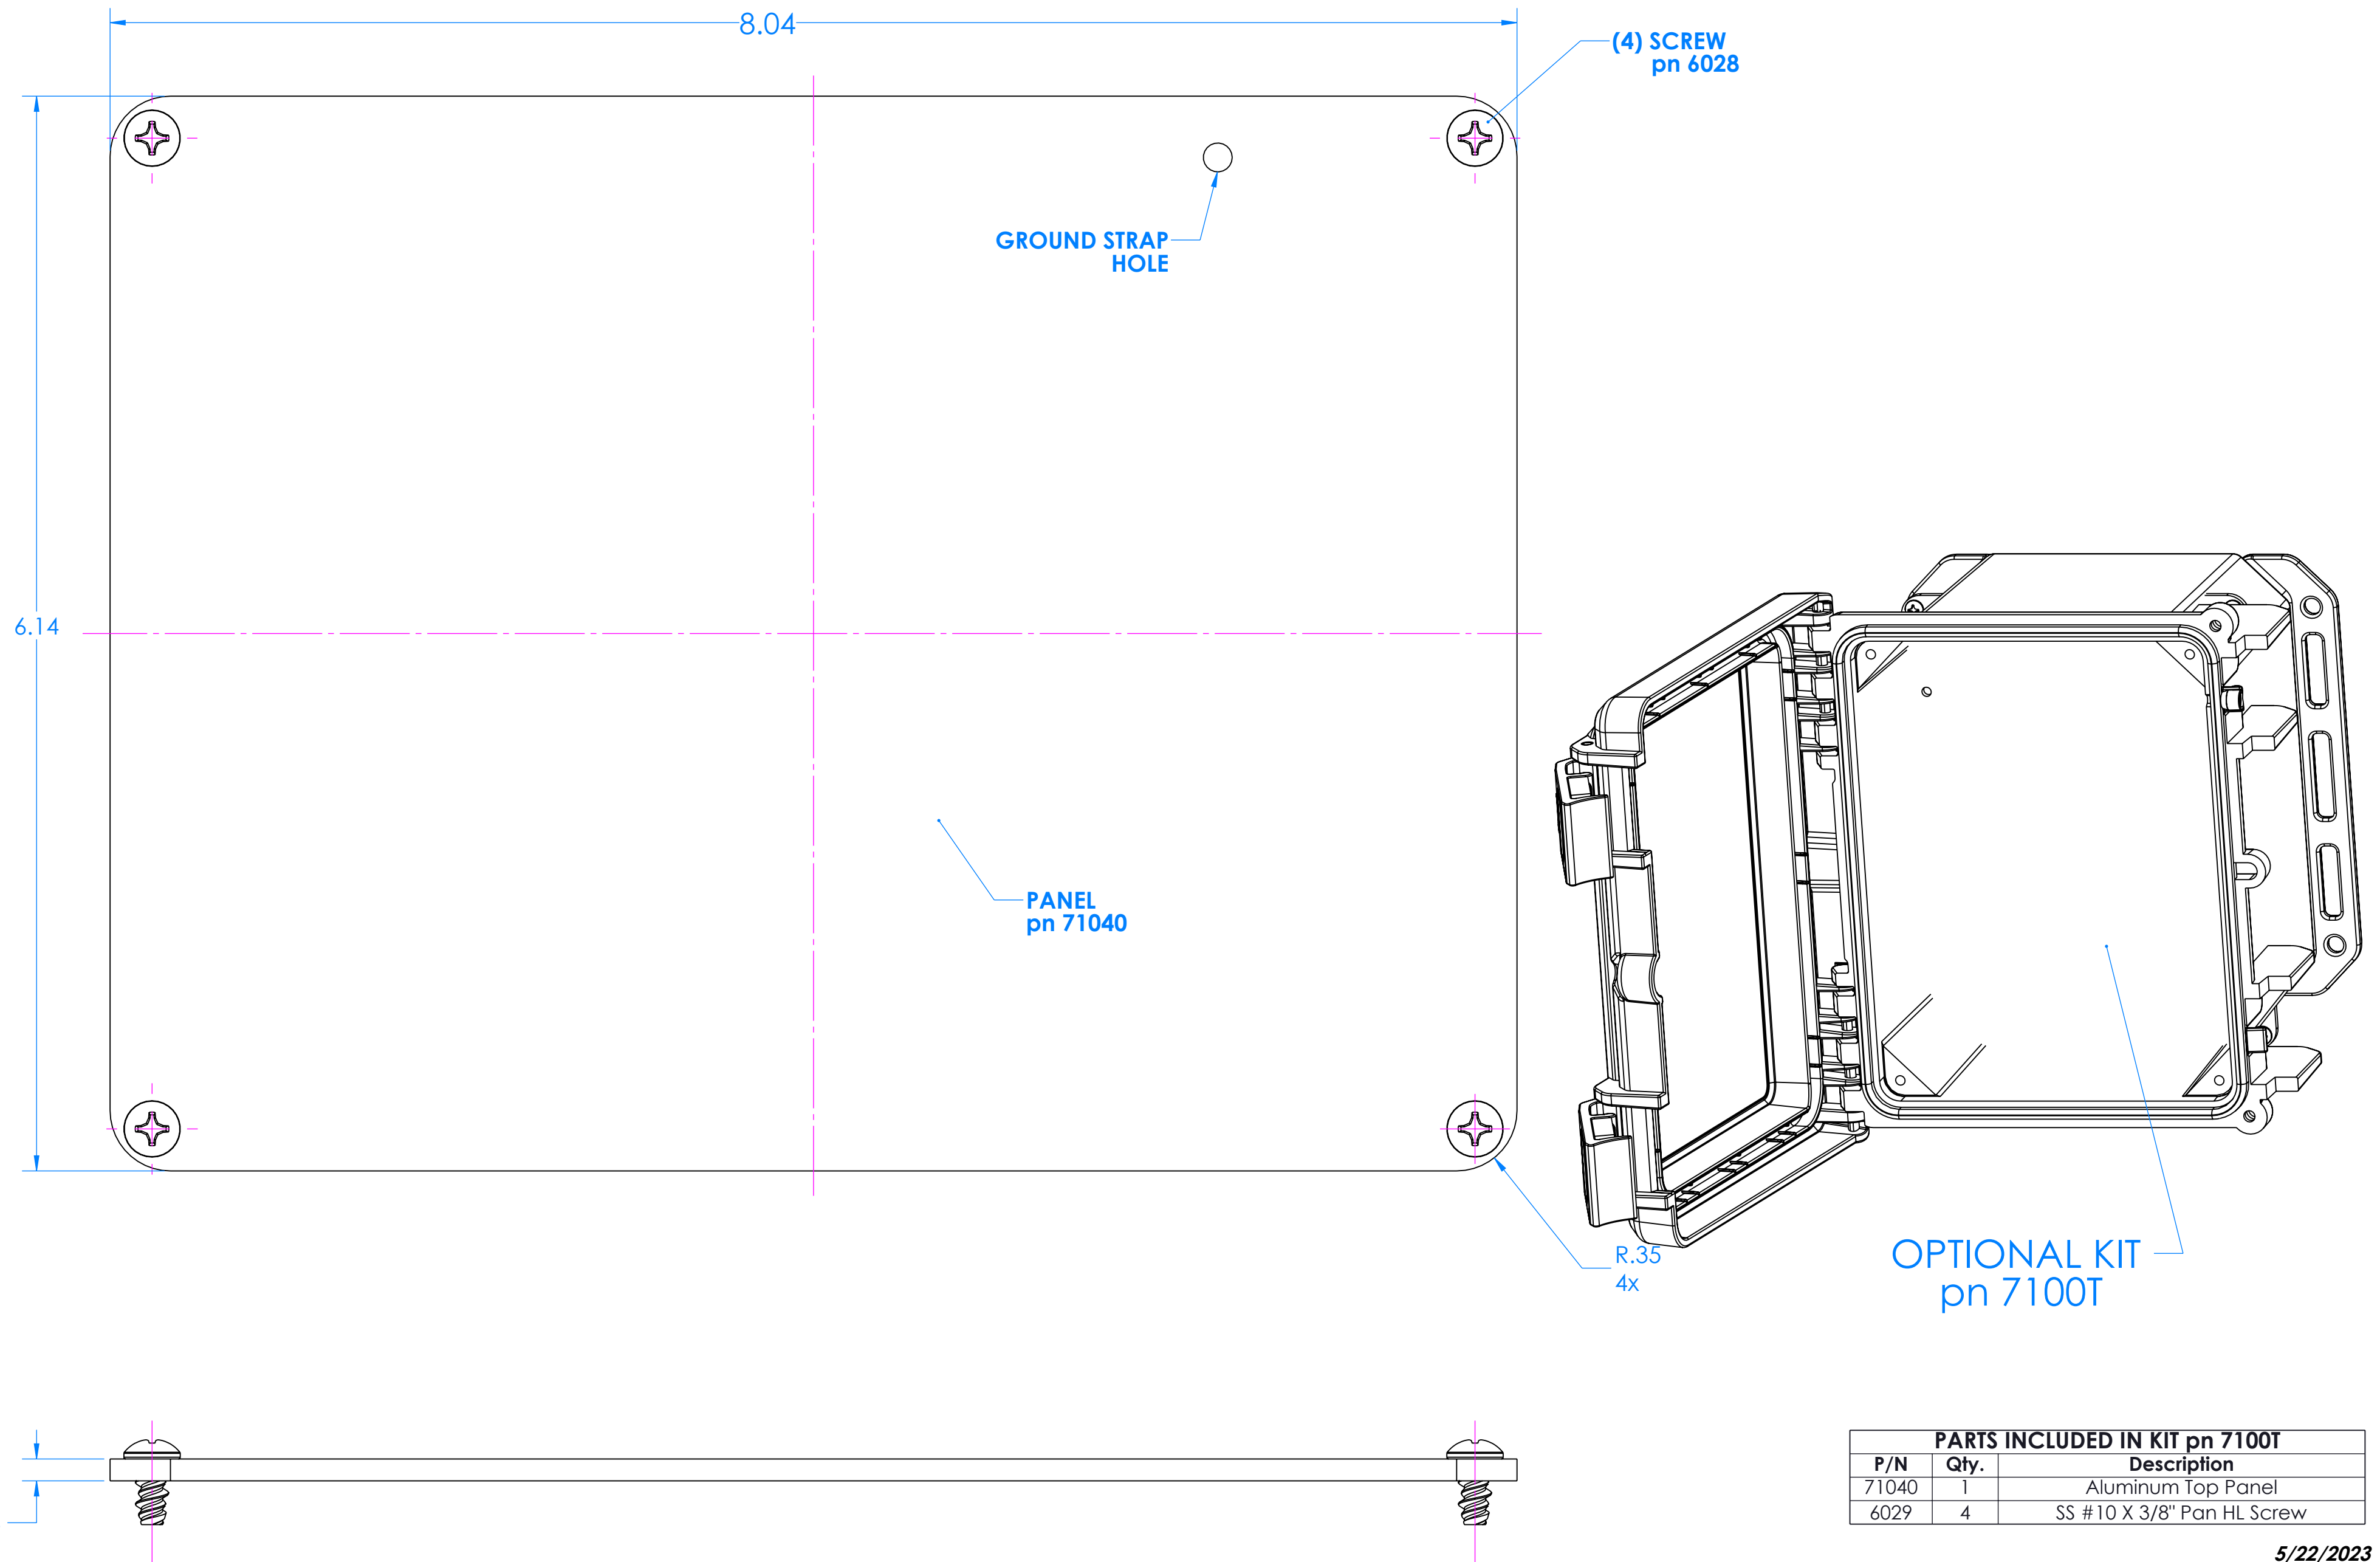 8.04
(4) SCREW
pn 6028
GROUND STRAP
HOLE
6.14
PANEL
pn 71040
R.35
4x
OPTIONAL KIT
pn 7100T
PARTS INCLUDED IN KIT pn 7100T
P/N Qty. Description
71040 1 Aluminum Top Panel
6029 4 SS #10 X 3/8" Pan HL Screw
5/22/2023